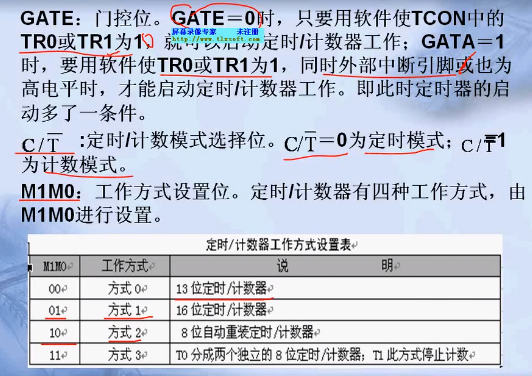 GATE：门控位。GATE＝0时，只要用软件使TCON中的
屏幕录像专家 未注册
TR0或TR1为1，就可以启动定时/计数器工作；GATA＝1
http://www.tlxsoft.com
时，要用软件使TR0或TR1为1，同时外部中断引脚或也为
高电平时，才能启动定时/计数器工作。即此时定时器的启
动多了一条件。
C/T̅ :定时/计数模式选择位。C/T̅＝0为定时模式；C/T̅＝1
为计数模式。
M1M0：工作方式设置位。定时/计数器有四种工作方式，由
M1M0进行设置。
定时/计数器工作方式设置表
M1M0 工作方式 说 明
00 方式 0 13 位定时/计数器
01 方式 1 16 位定时/计数器
10 方式 2 8 位自动重装定时/计数器
11 方式 3 T0 分成两个独立的 8 位定时/计数器；T1 此方式停止计数